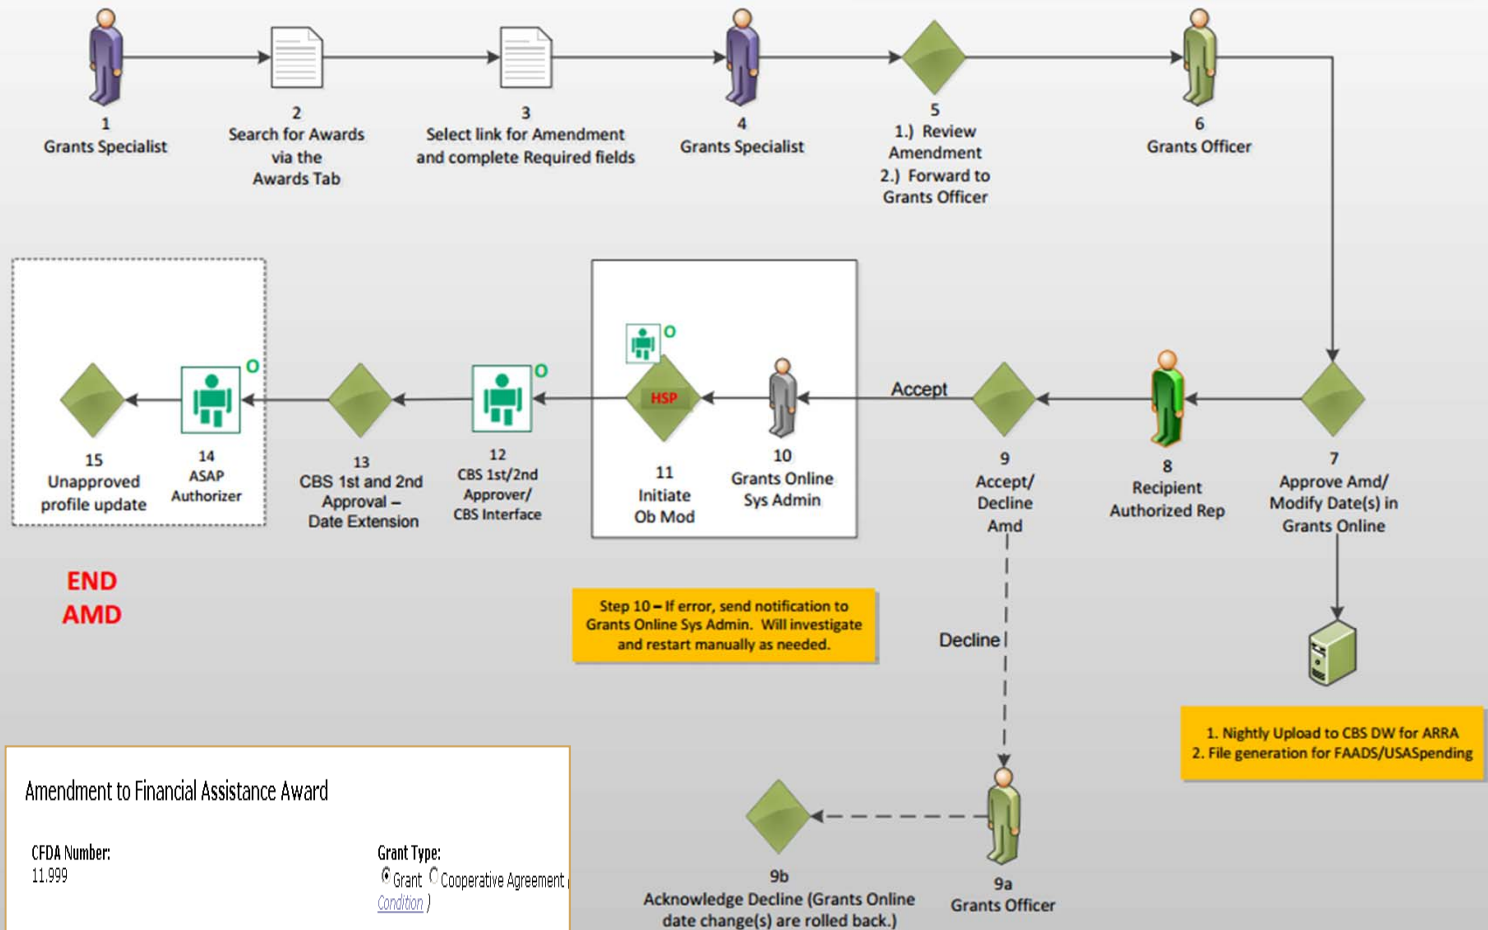 1
Grants Specialist
2
Search for Awards
via the
Awards Tab
3
Select link for Amendment
and complete Required fields
4
Grants Specialist
5
1.) Review
Amendment
2.) Forward to
Grants Officer
6
Grants Officer
7
Approve Amd/
Modify Date(s) in
Grants Online
8
Recipient
Authorized Rep
9
Accept/
Decline
Amd
Accept
10
Grants Online
Sys Admin
O
HSP
11
Initiate
Ob Mod
O
12
CBS 1st/2nd
Approver/
CBS Interface
13
CBS 1st and 2nd
Approval –
Date Extension
O
14
ASAP
Authorizer
15
Unapproved
profile update
END
AMD
Step 10 – If error, send notification to
Grants Online Sys Admin. Will investigate
and restart manually as needed.
Decline
1. Nightly Upload to CBS DW for ARRA
2. File generation for FAADS/USASpending
9a
Grants Officer
9b
Acknowledge Decline (Grants Online
date change(s) are rolled back.)
Amendment to Financial Assistance Award
CFDA Number:
11.999
Grant Type:
Grant Cooperative Agreement
Condition )